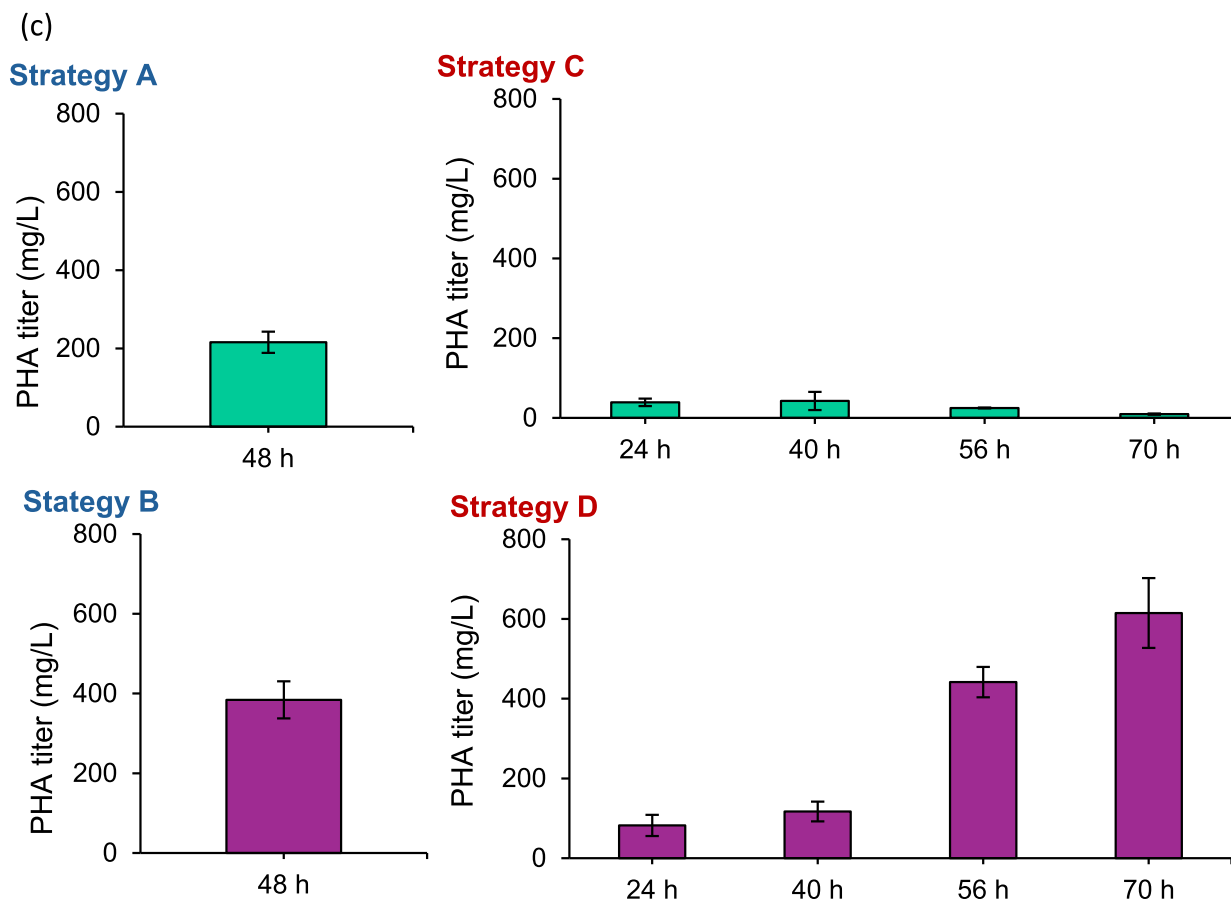 (c)
Strategy A
PHA titer (mg/L)
800
600
400
200
0
48 h
Strategy C
PHA titer (mg/L)
800
600
400
200
0
24 h 40 h 56 h 70 h
Stategy B
PHA titer (mg/L)
800
600
400
200
0
48 h
Strategy D
PHA titer (mg/L)
800
600
400
200
0
24 h 40 h 56 h 70 h